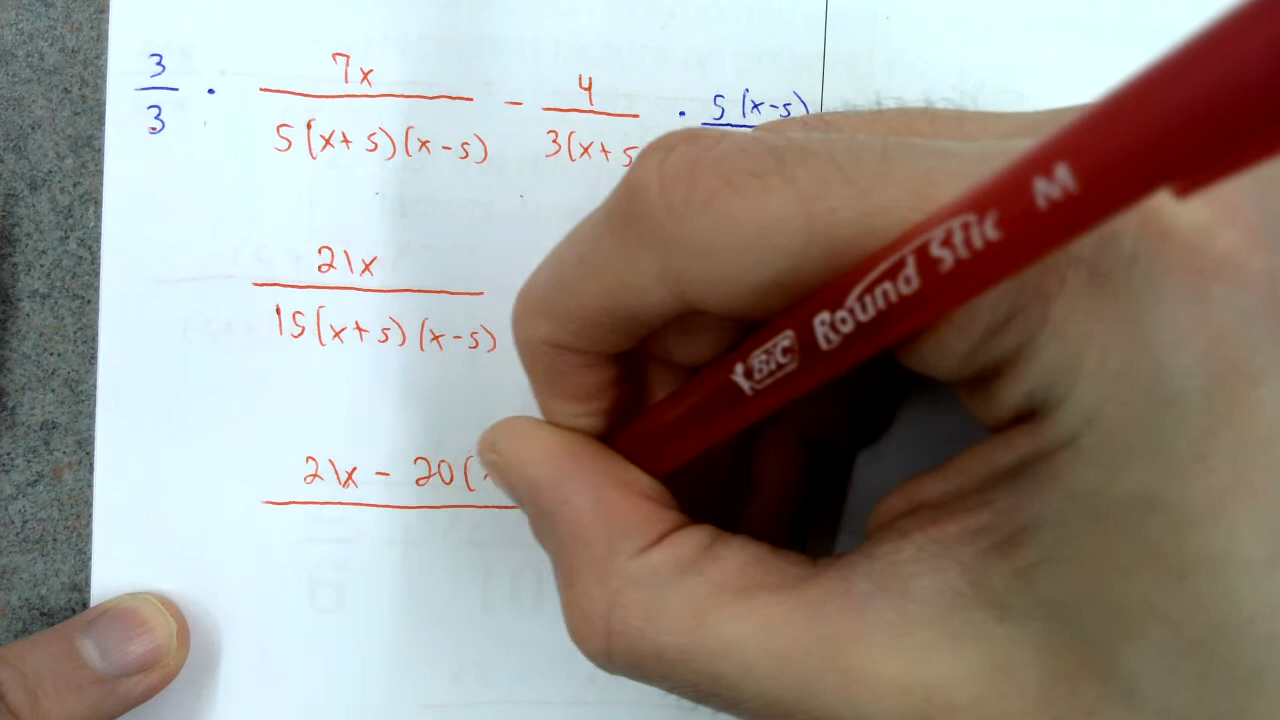 3 7x 4 5(x-5)
3 · 5(x+5)(x-5) - 3(x+5 ·
21x
15(x+5)(x-5)
21x - 20(
BIC Round Stic M